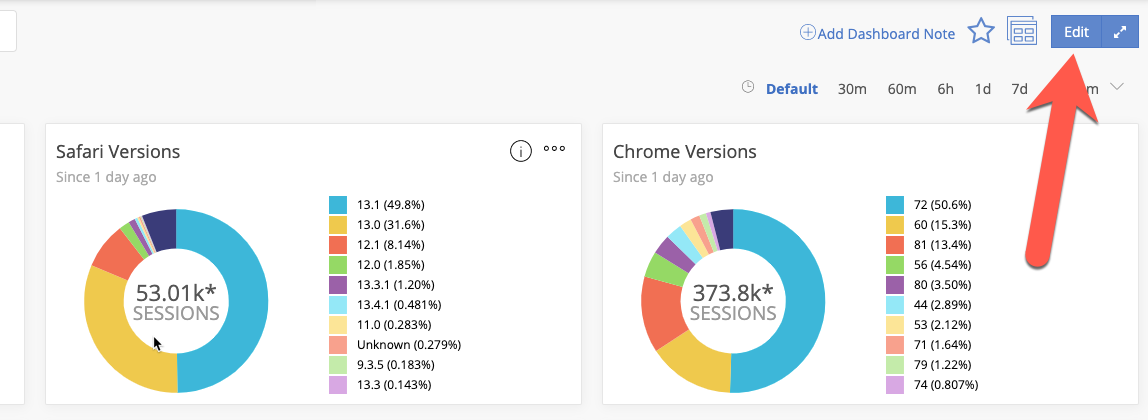 Add Dashboard Note
Edit
Default 30m 60m 6h 1d 7d
Safari Versions
Since 1 day ago
53.01k*
SESSIONS
13.1 (49.8%)
13.0 (31.6%)
12.1 (8.14%)
12.0 (1.85%)
13.3.1 (1.20%)
13.4.1 (0.481%)
11.0 (0.283%)
Unknown (0.279%)
9.3.5 (0.183%)
13.3 (0.143%)
Chrome Versions
Since 1 day ago
373.8k*
SESSIONS
72 (50.6%)
60 (15.3%)
81 (13.4%)
56 (4.54%)
80 (3.50%)
44 (2.89%)
53 (2.12%)
71 (1.64%)
79 (1.22%)
74 (0.807%)